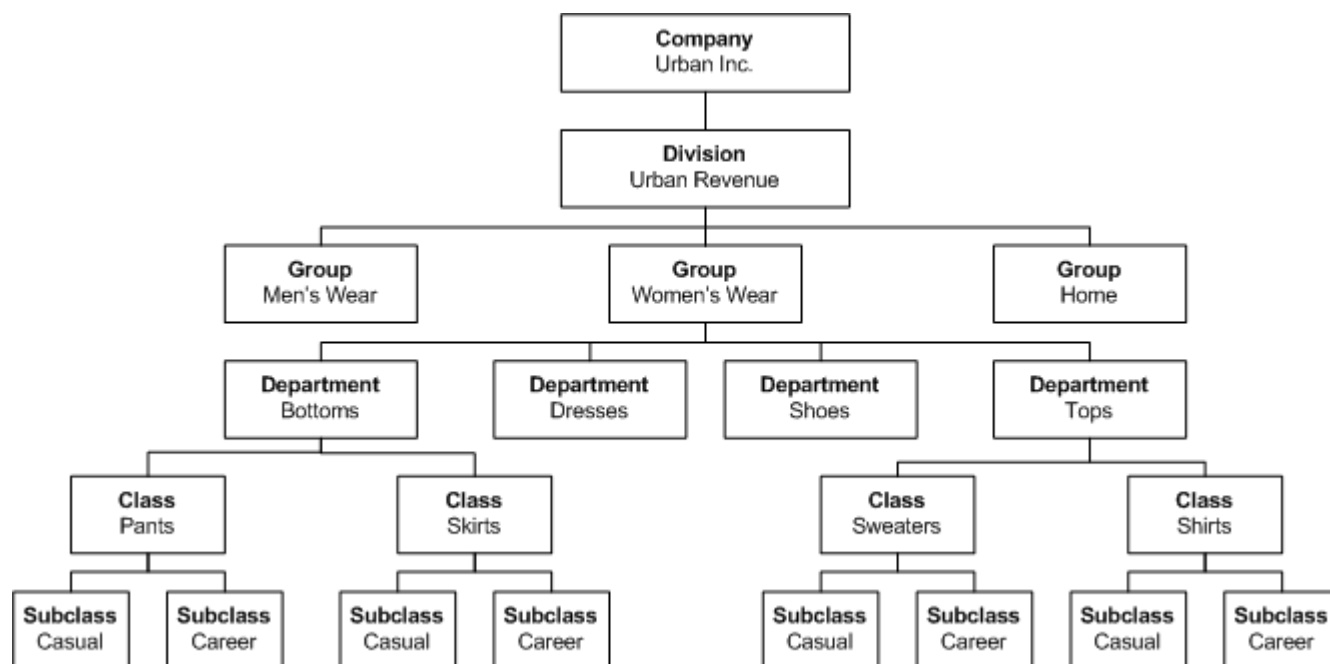 Company
Urban Inc.
Division
Urban Revenue
Group
Men's Wear
Group
Women's Wear
Group
Home
Department
Bottoms
Department
Dresses
Department
Shoes
Department
Tops
Class
Pants
Class
Skirts
Class
Sweaters
Class
Shirts
Subclass
Casual
Subclass
Career
Subclass
Casual
Subclass
Career
Subclass
Casual
Subclass
Career
Subclass
Casual
Subclass
Career